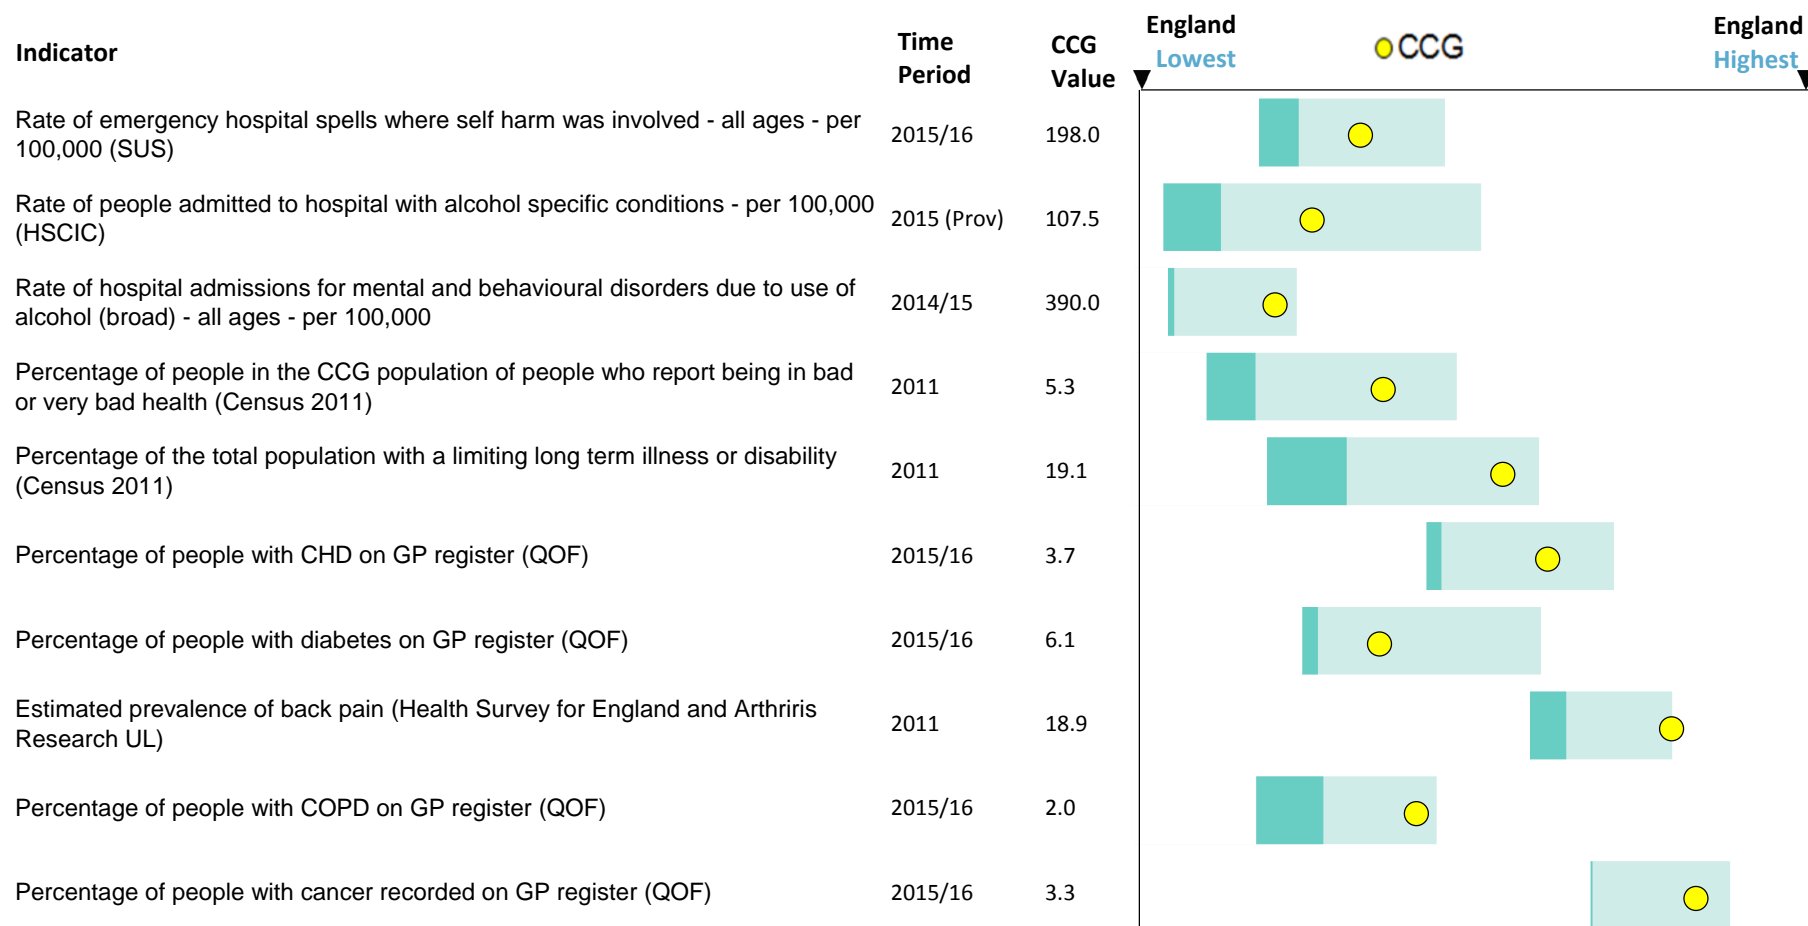 Indicator
Time
Period
CCG
Value
England
Lowest
CCG
England
Highest
Rate of emergency hospital spells where self harm was involved - all ages - per
100,000 (SUS)
2015/16
198.0
Rate of people admitted to hospital with alcohol specific conditions - per 100,000
(HSCIC)
2015 (Prov)
107.5
Rate of hospital admissions for mental and behavioural disorders due to use of
alcohol (broad) - all ages - per 100,000
2014/15
390.0
Percentage of people in the CCG population of people who report being in bad
or very bad health (Census 2011)
2011
5.3
Percentage of the total population with a limiting long term illness or disability
(Census 2011)
2011
19.1
Percentage of people with CHD on GP register (QOF)
2015/16
3.7
Percentage of people with diabetes on GP register (QOF)
2015/16
6.1
Estimated prevalence of back pain (Health Survey for England and Arthriris
Research UL)
2011
18.9
Percentage of people with COPD on GP register (QOF)
2015/16
2.0
Percentage of people with cancer recorded on GP register (QOF)
2015/16
3.3